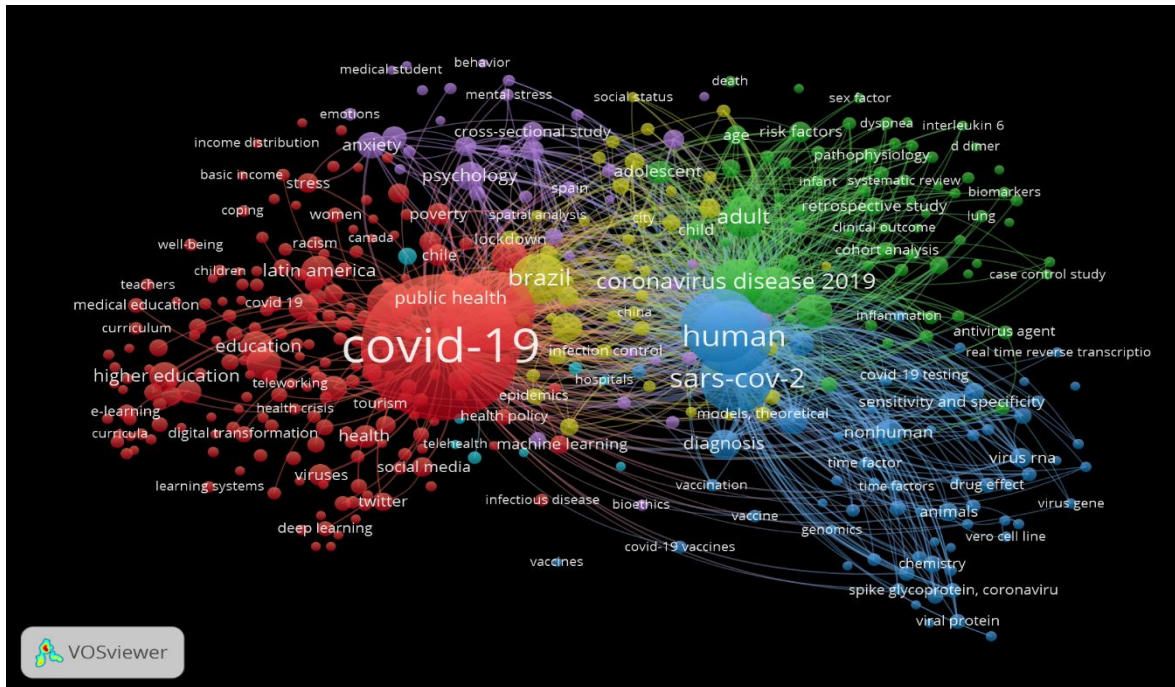 behavior
medical student
death
mental stress
social status
sex factor
emotions
cross-sectional study
age
risk factors
dyspnea
interleukin 6
income distribution
anxiety
pathophysiology
d dimer
basic income
stress
psychology
spain
adolescent
infant
systematic review
biomarkers
coping
women
poverty
spatial analysis
city
adult
retrospective study
lung
well-being
racism
canada
lockdown
child
clinical outcome
chile
cohort analysis
children
latin america
brazil
coronavirus disease 2019
case control study
teachers
public health
medical education
covid 19
china
inflammation
curriculum
covid-19
human
antivirus agent
education
infection control
real time reverse transcriptio
higher education
teleworking
hospitals
sars-cov-2
covid-19 testing
e-learning
health crisis
tourism
epidemics
sensitivity and specificity
curricula
digital transformation
health
health policy
models, theoretical
nonhuman
telehealth
machine learning
diagnosis
social media
time factor
virus rna
learning systems
viruses
vaccination
time factors
drug effect
twitter
infectious disease
bioethics
vaccine
animals
virus gene
deep learning
genomics
vero cell line
covid-19 vaccines
vaccines
chemistry
spike glycoprotein, coronaviru
viral protein
VOSviewer